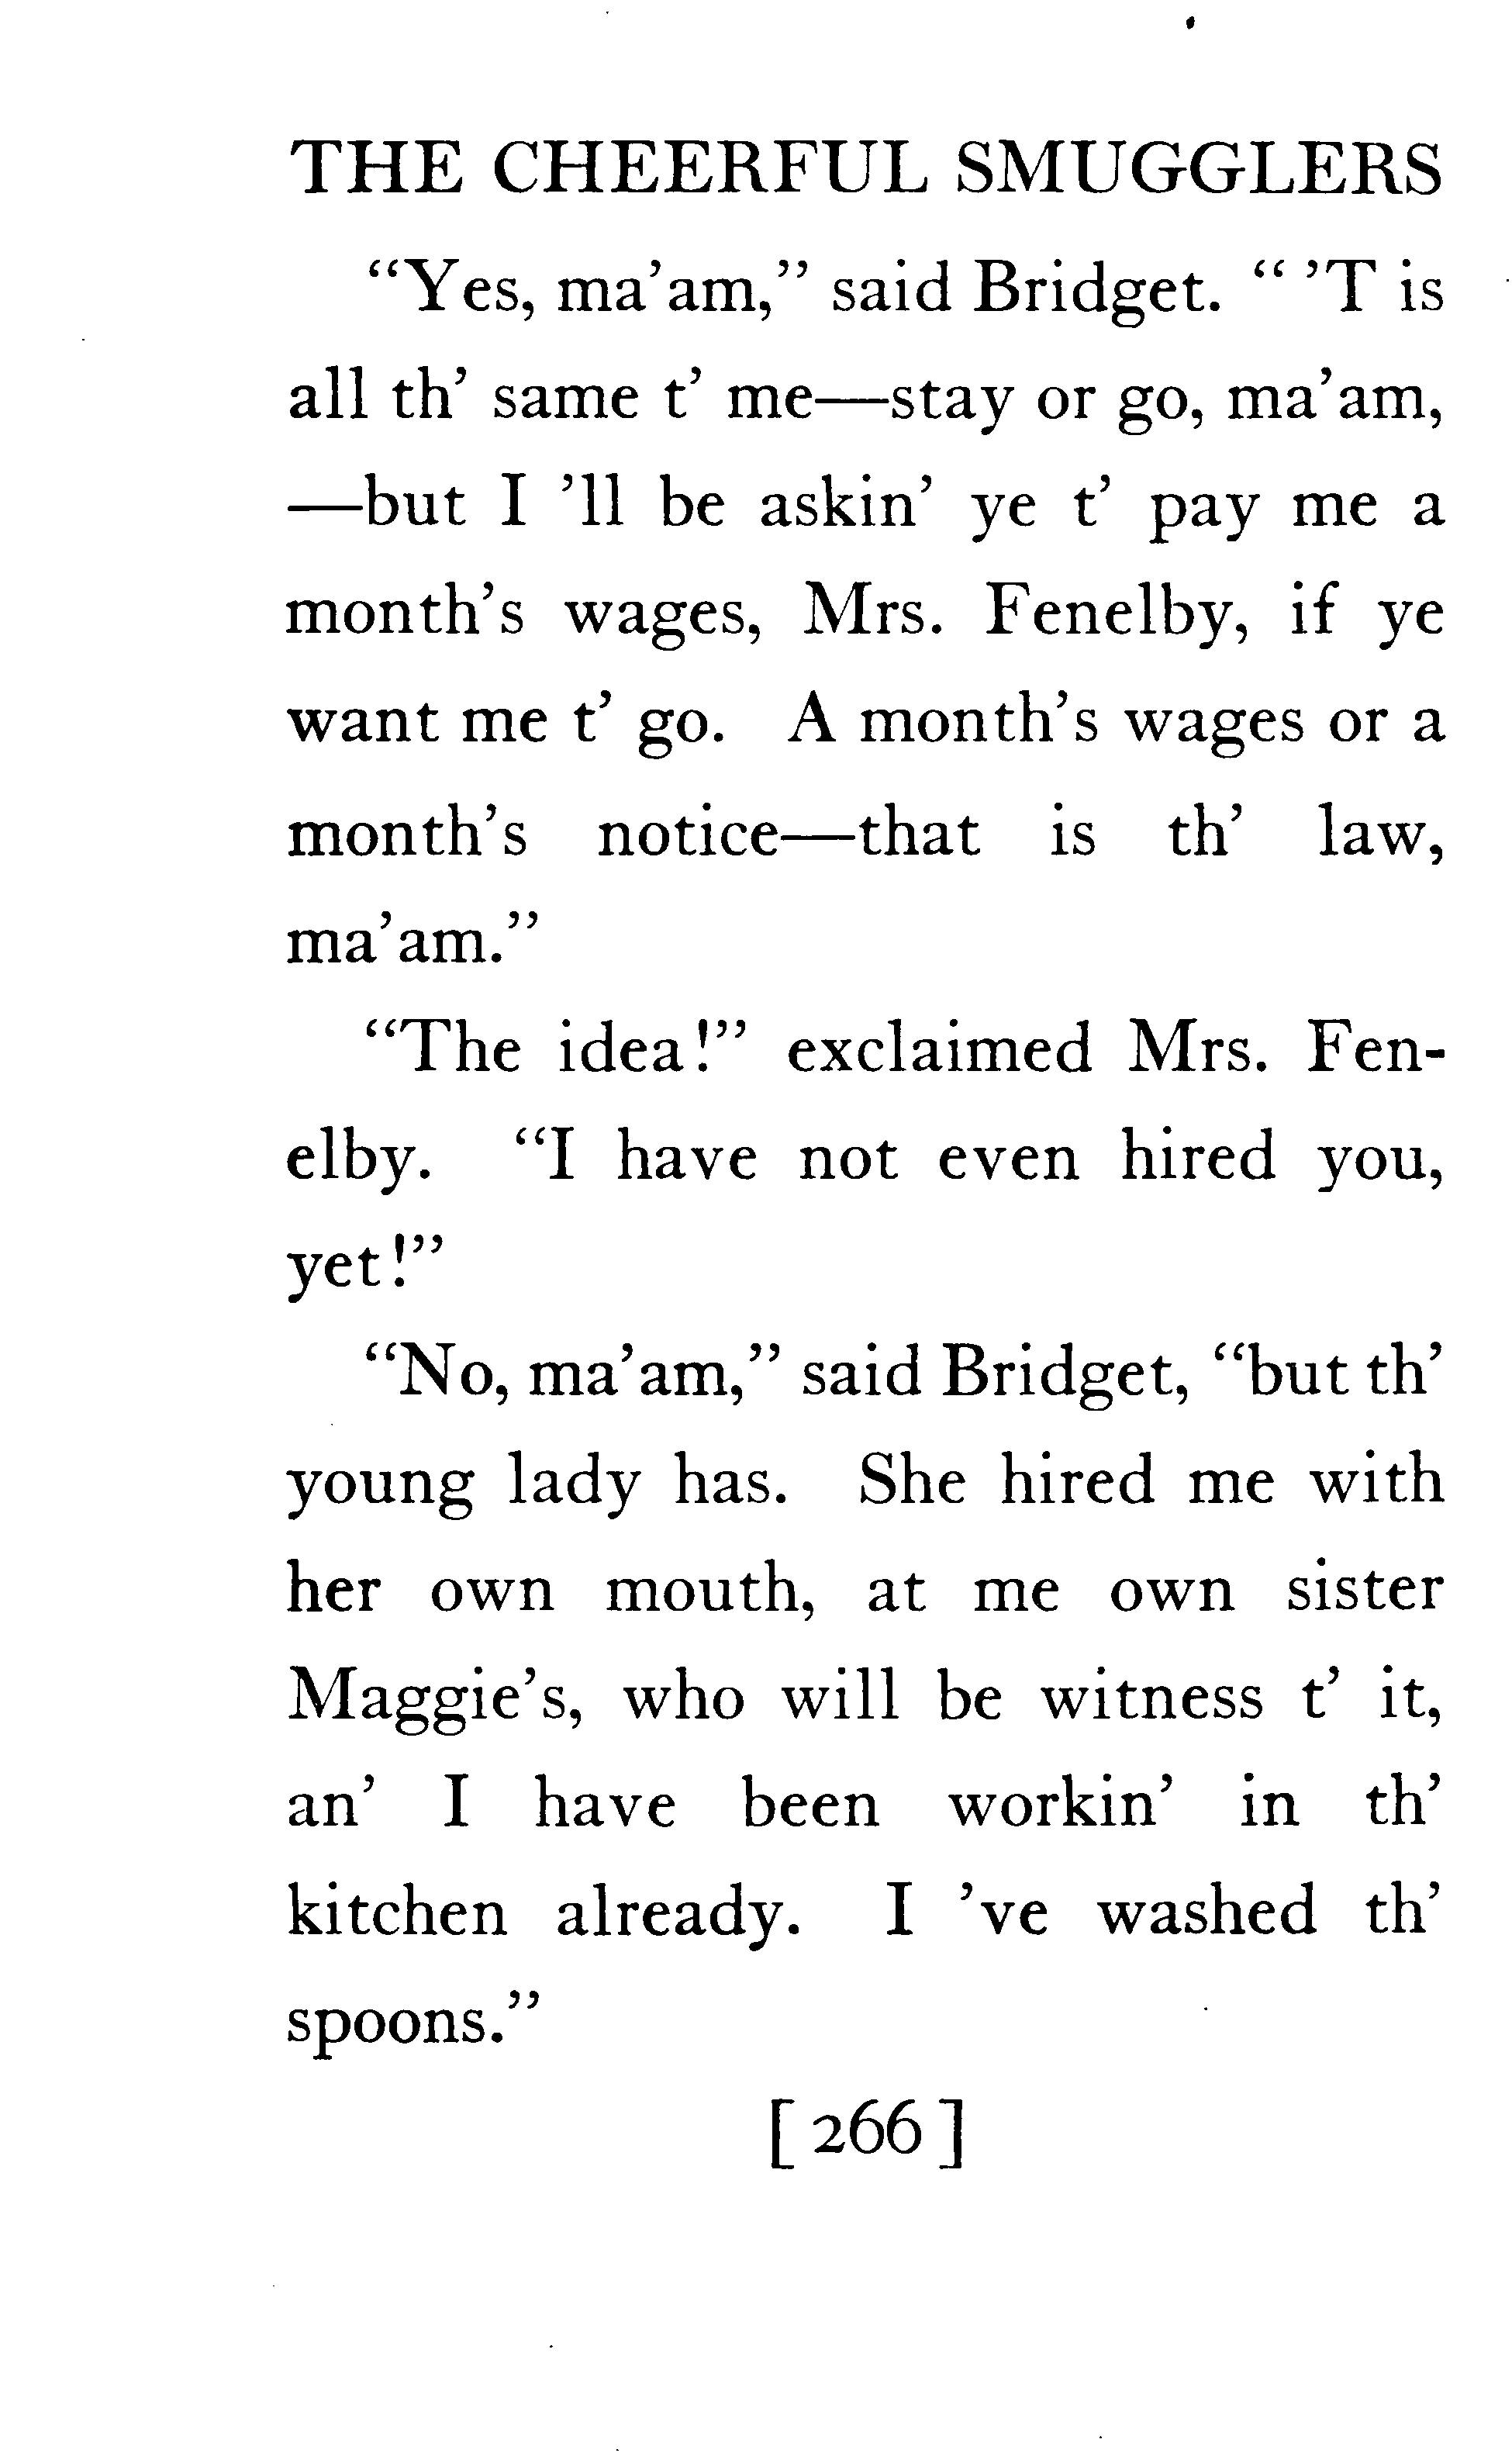 THE CHEERFUL SMUGGLERS
“Yes, ma’am,” said Bridget. “ ’T is
all th’ same t’ me—stay or go, ma’am,
—but I ’ll be askin’ ye t’ pay me a
month’s wages, Mrs. Fenelby, if ye
want me t’ go. A month’s wages or a
month’s notice—that is th’ law,
ma’am.”
“The idea!” exclaimed Mrs. Fen-
elby. “I have not even hired you,
yet!”
“No, ma’am,” said Bridget, “but th’
young lady has. She hired me with
her own mouth, at me own sister
Maggie’s, who will be witness t’ it,
an’ I have been workin’ in th’
kitchen already. I ’ve washed th’
spoons.”
[ 266 ]